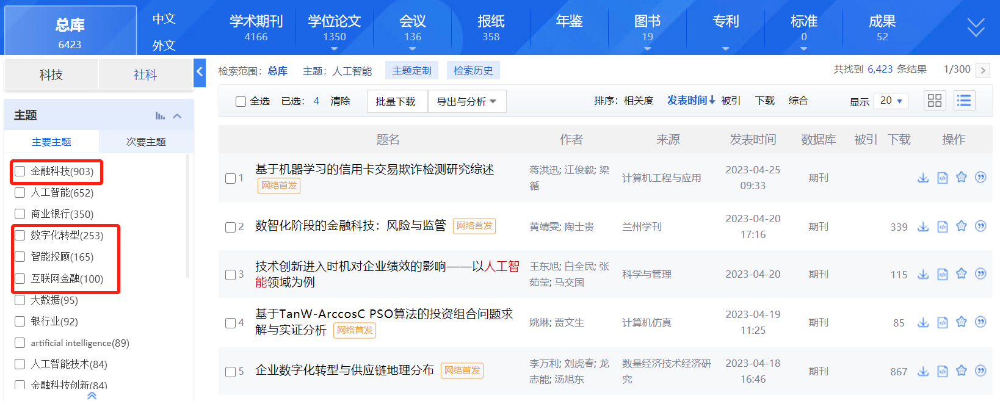 总库
6423
中文
外文
学术期刊
4166
学位论文
1350
会议
136
报纸
358
年鉴
图书
19
专利
标准
0
成果
52
科技
社科
检索范围：总库 主题：人工智能 主题定制 检索历史
共找到 6,423 条结果 1/300
全选 已选：4 清除 批量下载 导出与分析
排序：相关度 发表时间↓ 被引 下载 综合 显示 20
主题
主要主题 次要主题
金融科技(903)
人工智能(652)
商业银行(350)
数字化转型(253)
智能投顾(165)
互联网金融(100)
大数据(95)
银行业(92)
artificial intelligence(89)
人工智能技术(84)
金融科技创新(84)
题名 作者 来源 发表时间 数据库 被引 下载 操作
1 基于机器学习的信用卡交易欺诈检测研究综述
网络首发
蒋洪迅; 江俊毅; 梁
循
计算机工程与应用
2023-04-25
09:33
期刊
2 数智化阶段的金融科技：风险与监管 网络首发
黄靖雯; 陶士贵
兰州学刊
2023-04-20
17:16
期刊
339
3 技术创新进入时机对企业绩效的影响——以人工智
能领域为例
王东旭; 白全民; 张
茹莹; 马交国
科学与管理
2023-04-20
期刊
115
4 基于TanW-ArccosC PSO算法的投资组合问题求
解与实证分析 网络首发
姚琳; 贾文生
计算机仿真
2023-04-19
11:25
期刊
85
5 企业数字化转型与供应链地理分布 网络首发
李万利; 刘虎春; 龙
志能; 汤旭东
数量经济技术经济研
究
2023-04-18
16:46
期刊
867